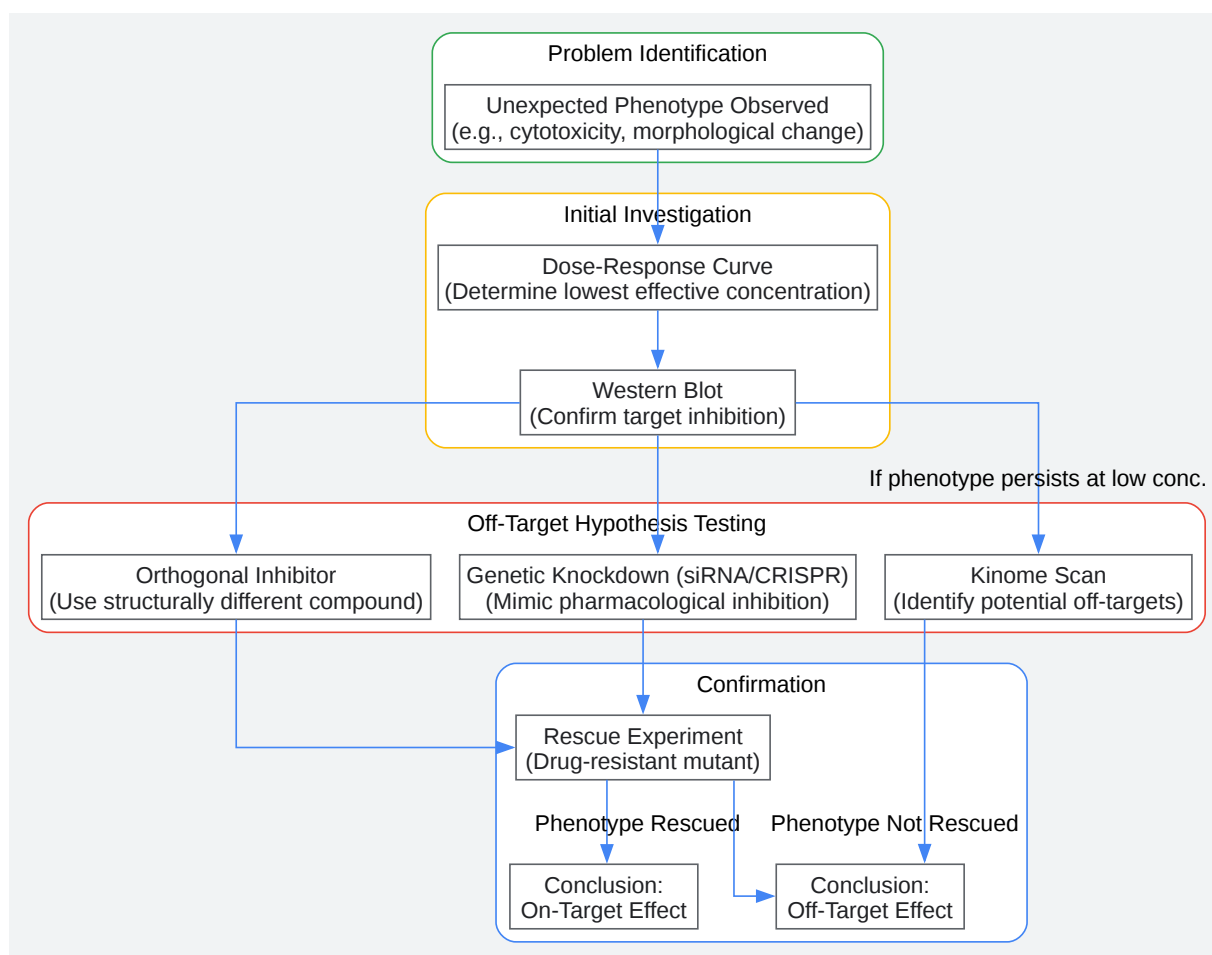 Problem Identification
Unexpected Phenotype Observed
(e.g., cytotoxicity, morphological change)
Initial Investigation
Dose-Response Curve
(Determine lowest effective concentration)
Western Blot
(Confirm target inhibition)
If phenotype persists at low conc.
Off-Target Hypothesis Testing
Orthogonal Inhibitor
(Use structurally different compound)
Genetic Knockdown (siRNA/CRISPR)
(Mimic pharmacological inhibition)
Kinome Scan
(Identify potential off-targets)
Confirmation
Rescue Experiment
(Drug-resistant mutant)
Phenotype Rescued
Phenotype Not Rescued
Conclusion:
On-Target Effect
Conclusion:
Off-Target Effect